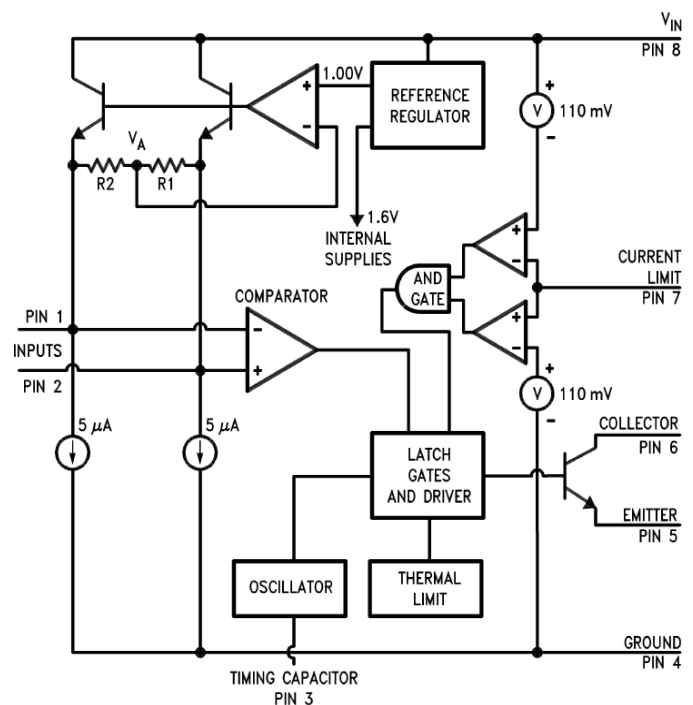 V_IN
PIN 8
1.00V
+
−
REFERENCE
REGULATOR
+
V
110 mV
−
V_A
R2
R1
1.6V
INTERNAL
SUPPLIES
+
−
AND
GATE
CURRENT
LIMIT
PIN 7
+
−
COMPARATOR
PIN 1
−
INPUTS
+
PIN 2
+
V
110 mV
−
5 μA
5 μA
COLLECTOR
PIN 6
LATCH
GATES
AND DRIVER
EMITTER
PIN 5
OSCILLATOR
THERMAL
LIMIT
GROUND
PIN 4
TIMING CAPACITOR
PIN 3